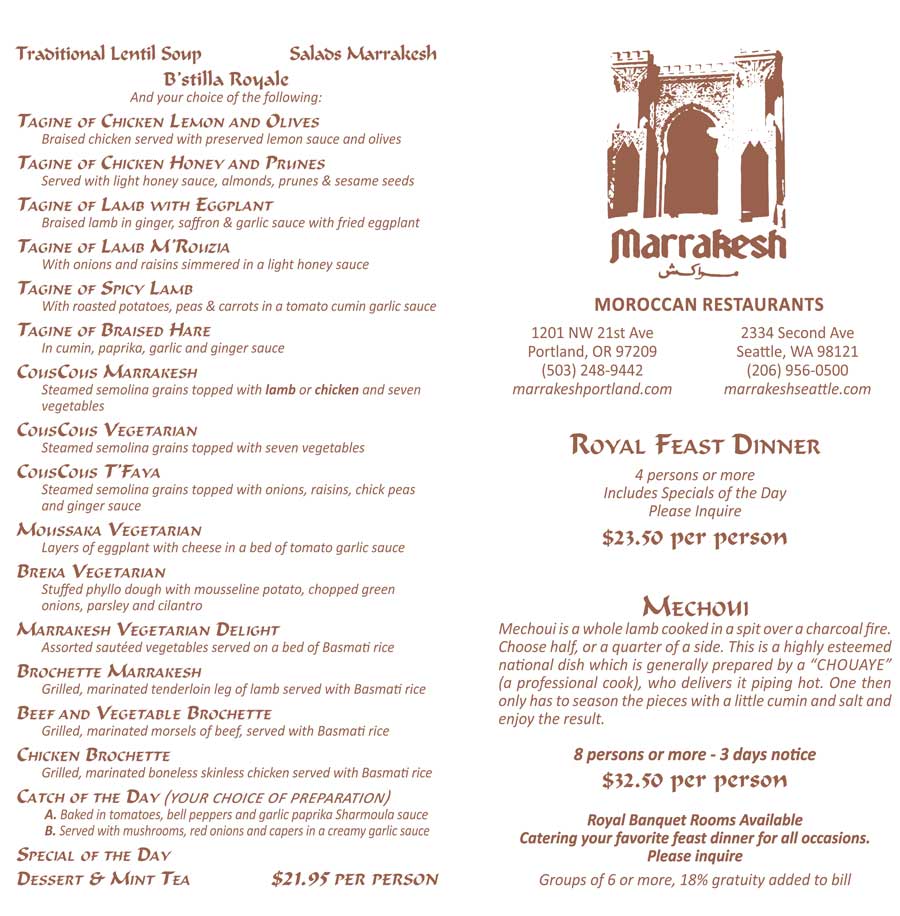 Traditional Lentil Soup Salads Marrakesh
B'stilla Royale
And your choice of the following:
Tagine of Chicken Lemon and Olives
Braised chicken served with preserved lemon sauce and olives
Tagine of Chicken Honey and Prunes
Served with light honey sauce, almonds, prunes & sesame seeds
Tagine of Lamb with Eggplant
Braised lamb in ginger, saffron & garlic sauce with fried eggplant
Tagine of Lamb M'Rouzia
With onions and raisins simmered in a light honey sauce
Tagine of Spicy Lamb
With roasted potatoes, peas & carrots in a tomato cumin garlic sauce
Tagine of Braised Hare
In cumin, paprika, garlic and ginger sauce
CousCous Marrakesh
Steamed semolina grains topped with lamb or chicken and seven
vegetables
CousCous Vegetarian
Steamed semolina grains topped with seven vegetables
CousCous T'Faya
Steamed semolina grains topped with onions, raisins, chick peas
and ginger sauce
Moussaka Vegetarian
Layers of eggplant with cheese in a bed of tomato garlic sauce
Breka Vegetarian
Stuffed phyllo dough with mousseline potato, chopped green
onions, parsley and cilantro
Marrakesh Vegetarian Delight
Assorted sautéed vegetables served on a bed of Basmati rice
Brochette Marrakesh
Grilled, marinated tenderloin leg of lamb served with Basmati rice
Beef and Vegetable Brochette
Grilled, marinated morsels of beef, served with Basmati rice
Chicken Brochette
Grilled, marinated boneless skinless chicken served with Basmati rice
Catch of the Day (your choice of preparation)
A. Baked in tomatoes, bell peppers and garlic paprika Sharmoula sauce
B. Served with mushrooms, red onions and capers in a creamy garlic sauce
Special of the Day
Dessert & Mint Tea $21.95 per person
Marrakesh
مراكش
MOROCCAN RESTAURANTS
1201 NW 21st Ave
Portland, OR 97209
(503) 248-9442
marrakeshportland.com
2334 Second Ave
Seattle, WA 98121
(206) 956-0500
marrakeshseattle.com
Royal Feast Dinner
4 persons or more
Includes Specials of the Day
Please Inquire
$23.50 per person
Mechoui
Mechoui is a whole lamb cooked in a spit over a charcoal fire.
Choose half, or a quarter of a side. This is a highly esteemed
national dish which is generally prepared by a "CHOUAYE"
(a professional cook), who delivers it piping hot. One then
only has to season the pieces with a little cumin and salt and
enjoy the result.
8 persons or more - 3 days notice
$32.50 per person
Royal Banquet Rooms Available
Catering your favorite feast dinner for all occasions.
Please inquire
Groups of 6 or more, 18% gratuity added to bill